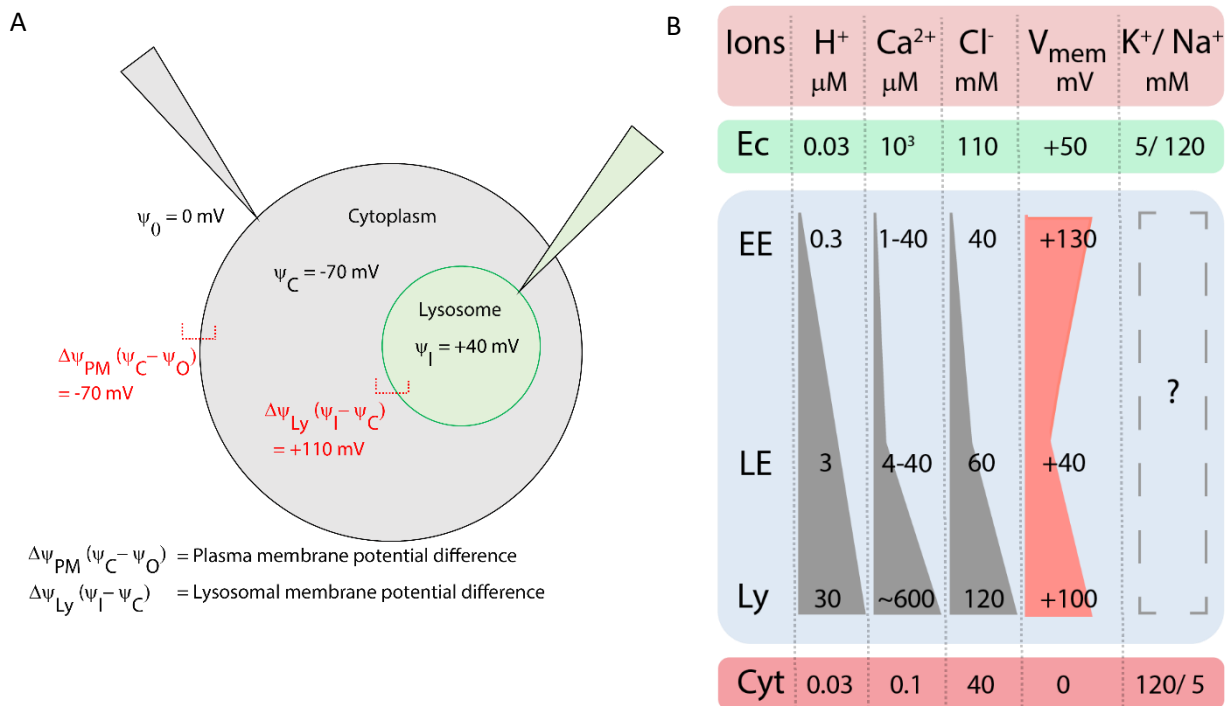 A
ψ0 = 0 mV
Cytoplasm
ψC = -70 mV
Lysosome
ψl = +40 mV
ΔψPM (ψC − ψO)
= -70 mV
ΔψLy (ψl − ψC)
= +110 mV
ΔψPM (ψC − ψO) = Plasma membrane potential difference
ΔψLy (ψl − ψC) = Lysosomal membrane potential difference
B
Ions H⁺ Ca²⁺ Cl⁻ Vmem K⁺/ Na⁺
μM μM mM mV mM
Ec 0.03 10³ 110 +50 5/ 120
EE 0.3 1-40 40 +130
?
LE 3 4-40 60 +40
Ly 30 ~600 120 +100
Cyt 0.03 0.1 40 0 120/ 5